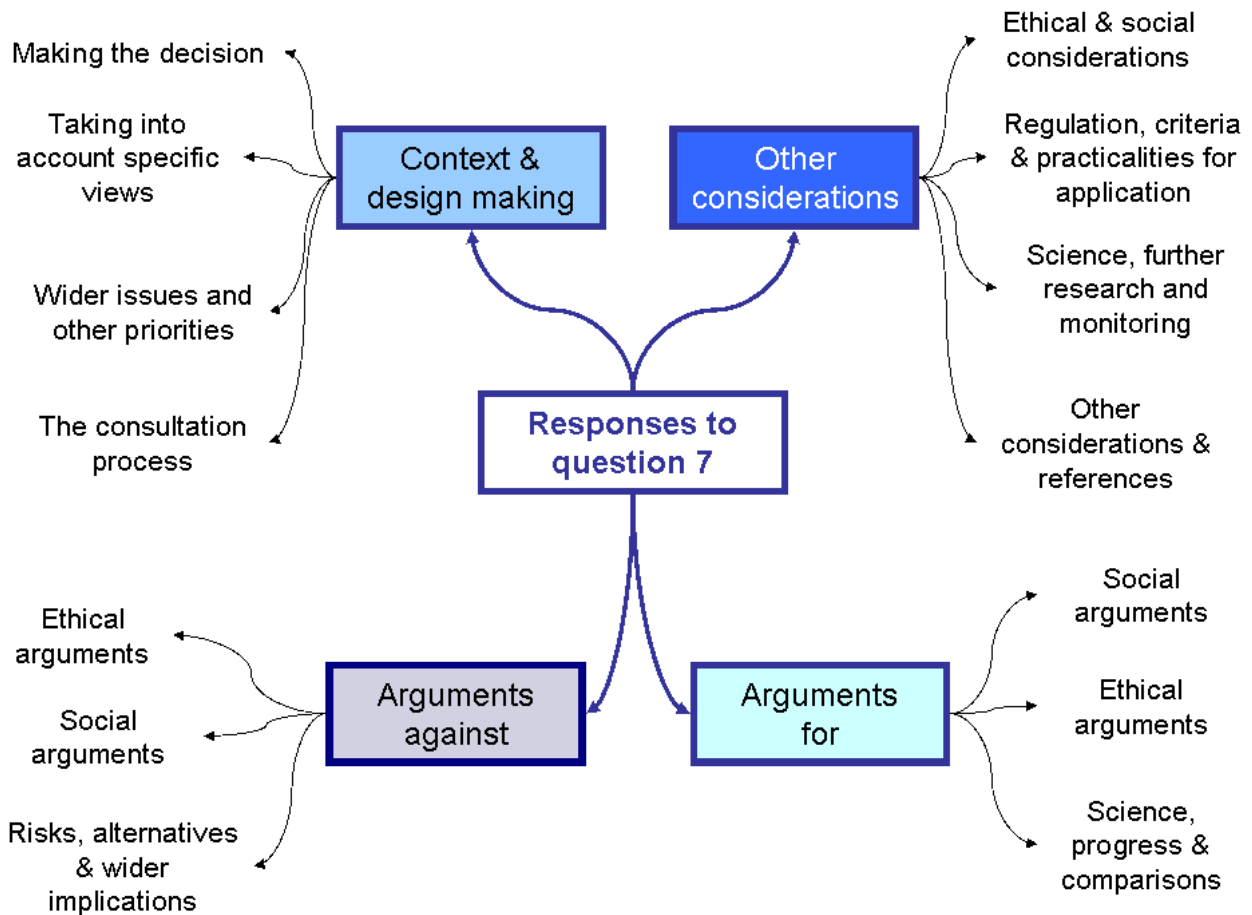 Making the decision
Taking into
account specific
views
Wider issues and
other priorities
The consultation
process
Context &
design making
Other
considerations
Ethical & social
considerations
Regulation, criteria
& practicalities for
application
Science, further
research and
monitoring
Other
considerations &
references
Responses to
question 7
Ethical
arguments
Social
arguments
Risks, alternatives
& wider
implications
Arguments
against
Arguments
for
Social
arguments
Ethical
arguments
Science,
progress &
comparisons